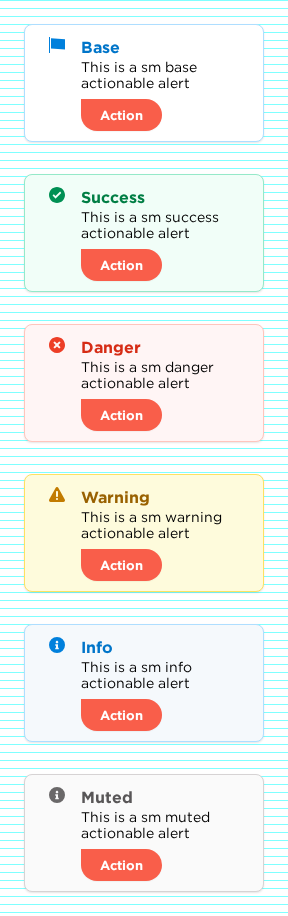 Base
This is a sm base
actionable alert
Action
Success
This is a sm success
actionable alert
Action
Danger
This is a sm danger
actionable alert
Action
Warning
This is a sm warning
actionable alert
Action
Info
This is a sm info
actionable alert
Action
Muted
This is a sm muted
actionable alert
Action